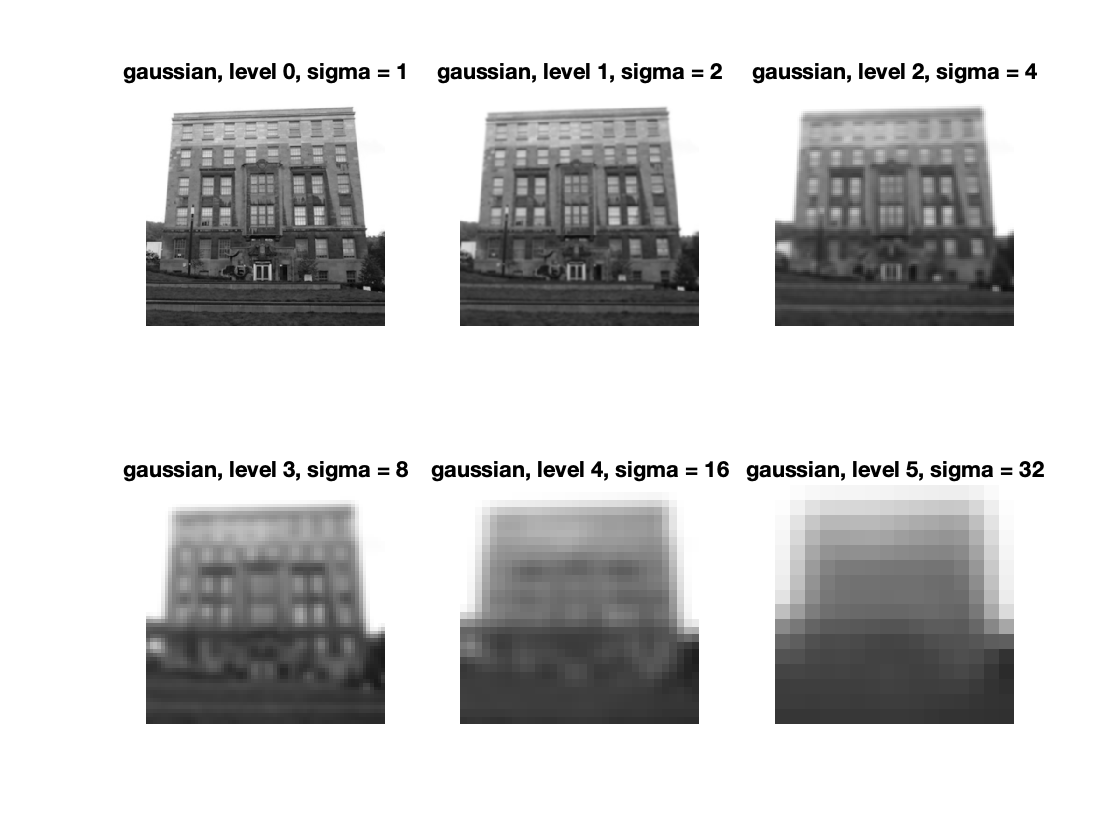 gaussian, level 0, sigma = 1
gaussian, level 1, sigma = 2
gaussian, level 2, sigma = 4
gaussian, level 3, sigma = 8
gaussian, level 4, sigma = 16
gaussian, level 5, sigma = 32